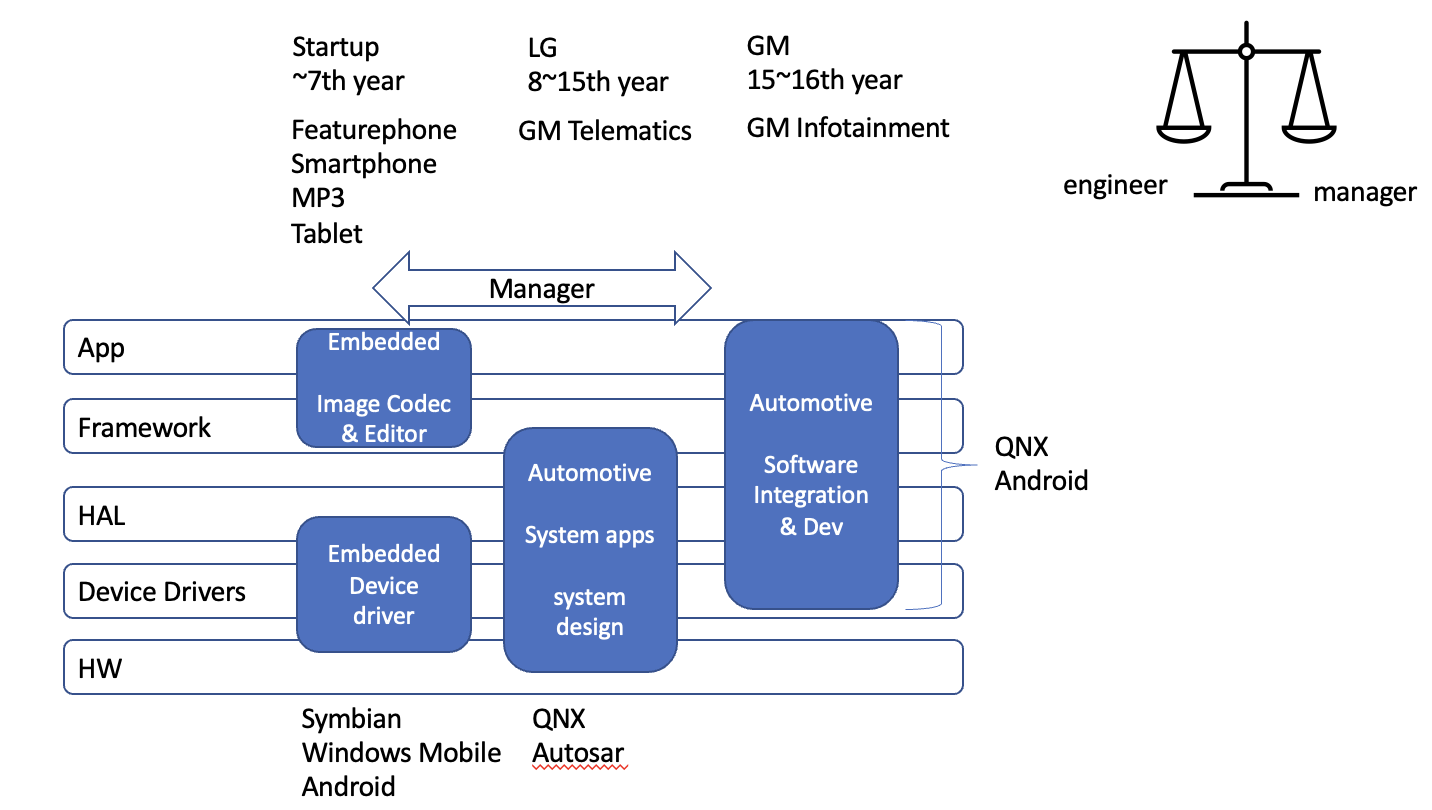 Startup
~7th year
Featurephone
Smartphone
MP3
Tablet
LG
8~15th year
GM Telematics
GM
15~16th year
GM Infotainment
engineer
manager
Manager
App
Framework
HAL
Device Drivers
HW
Embedded
Image Codec
& Editor
Embedded
Device
driver
Automotive
System apps
system
design
Automotive
Software
Integration
& Dev
QNX
Android
Symbian
Windows Mobile
Android
QNX
Autosar